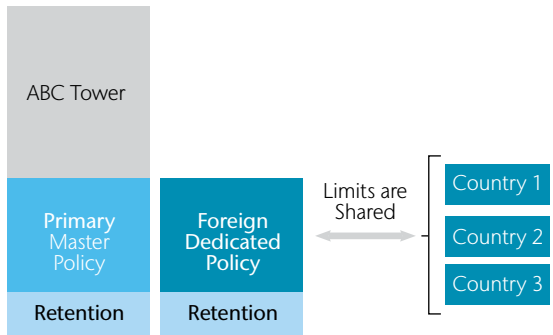 ABC Tower
Primary
Master
Policy
Retention
Foreign
Dedicated
Policy
Retention
Limits are
Shared
Country 1
Country 2
Country 3